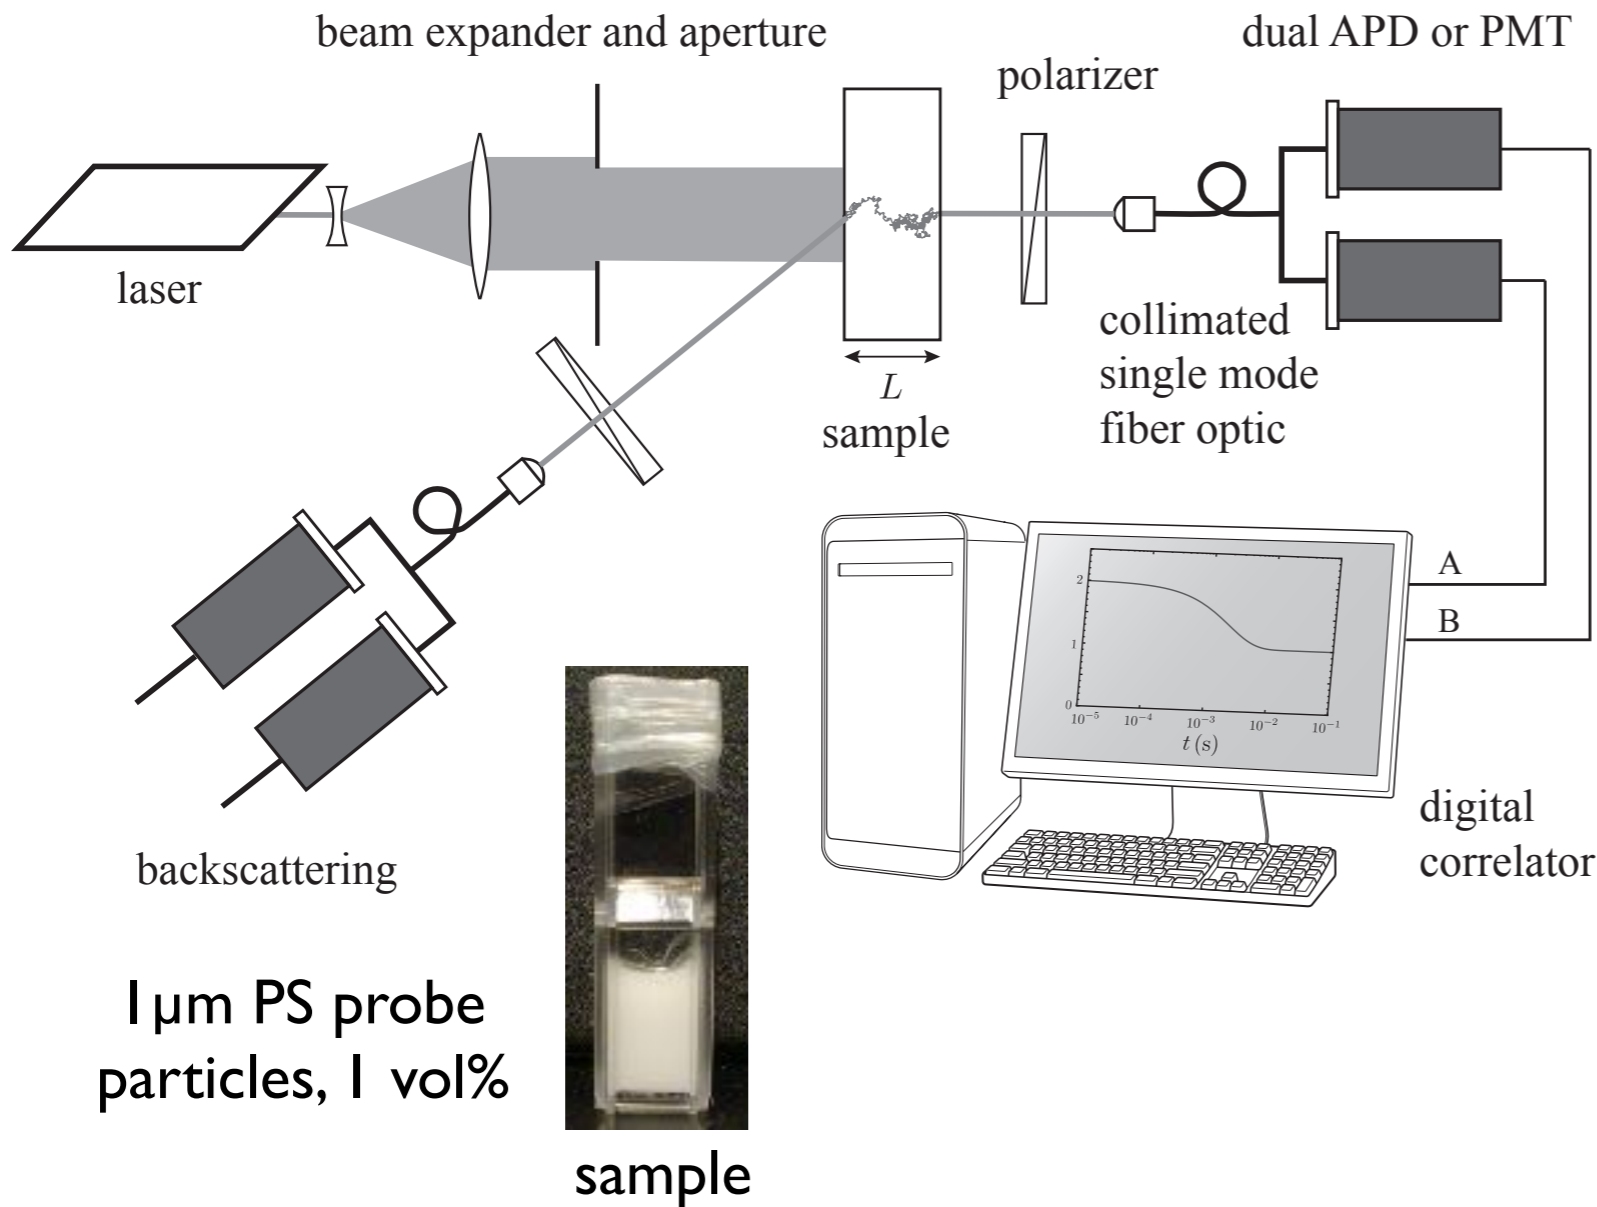 beam expander and aperture
dual APD or PMT
polarizer
laser
L
sample
collimated
single mode
fiber optic
A
B
2
1
0
10⁻⁵ 10⁻⁴ 10⁻³ 10⁻² 10⁻¹
t (s)
digital
correlator
backscattering
1µm PS probe
particles, 1 vol%
sample